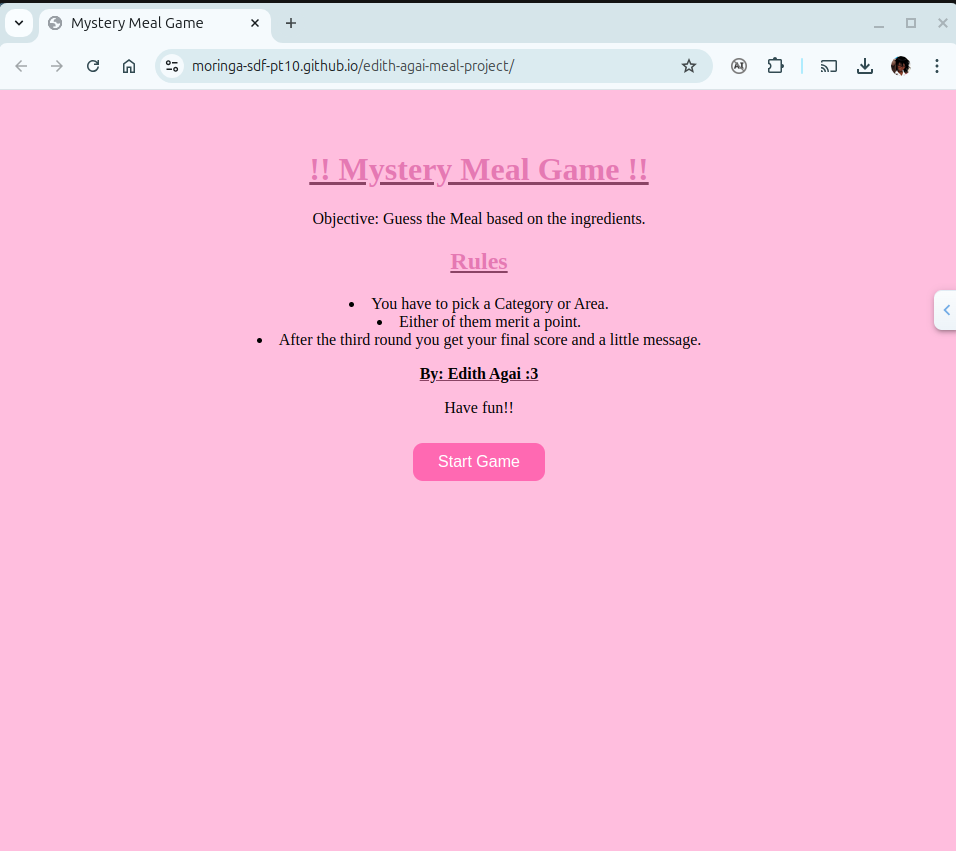 Mystery Meal Game
moringa-sdf-pt10.github.io/edith-agai-meal-project/
!! Mystery Meal Game !!
Objective: Guess the Meal based on the ingredients.
Rules
• You have to pick a Category or Area.
• Either of them merit a point.
• After the third round you get your final score and a little message.
By: Edith Agai :3
Have fun!!
Start Game